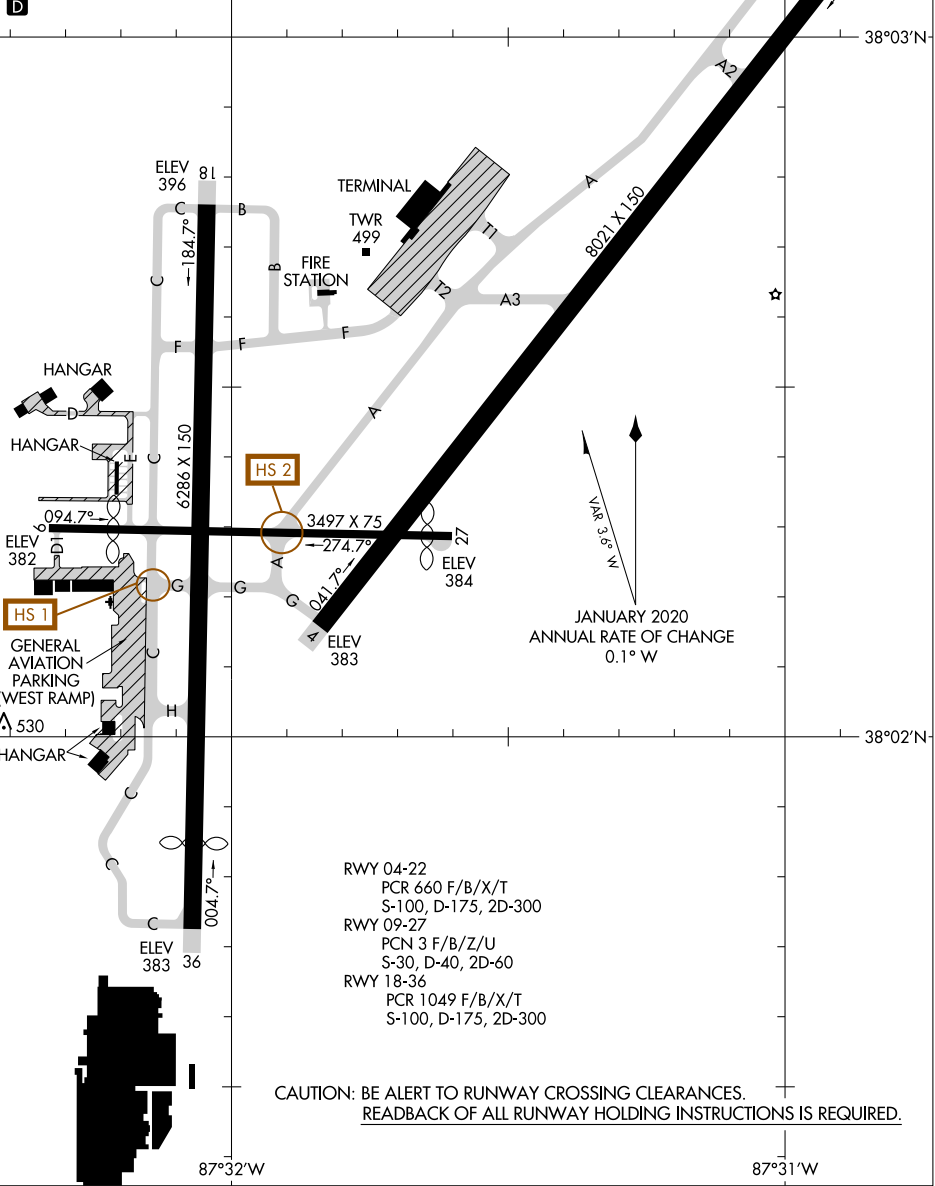 D
38°03'N
A2
ELEV
396
18
TERMINAL
C
B
A
TWR
499
8021 X 150
184.7°
T1
FIRE
STATION
B
C
T2
A3
F
F
F
HANGAR
D
A
HANGAR
6286 X 150
E
C
HS 2
VAR 3.6° W
094.7°
3497 X 75
9
274.7°
27
ELEV
382
D1
ELEV
384
A
G
G
G
041.7°
HS 1
4
ELEV
383
JANUARY 2020
ANNUAL RATE OF CHANGE
0.1° W
GENERAL
AVIATION
PARKING
(WEST RAMP)
C
H
530
HANGAR
38°02'N
C
C
004.7°
C
ELEV
383
36
RWY 04-22
PCR 660 F/B/X/T
S-100, D-175, 2D-300
RWY 09-27
PCN 3 F/B/Z/U
S-30, D-40, 2D-60
RWY 18-36
PCR 1049 F/B/X/T
S-100, D-175, 2D-300
CAUTION: BE ALERT TO RUNWAY CROSSING CLEARANCES.
READBACK OF ALL RUNWAY HOLDING INSTRUCTIONS IS REQUIRED.
87°32'W
87°31'W